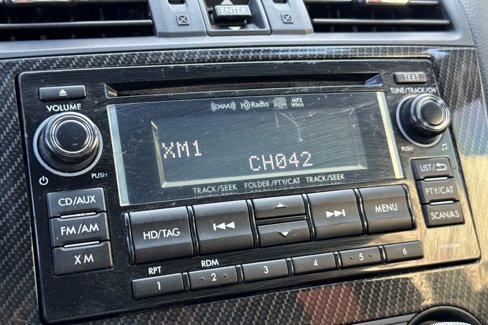 ENTER
TEXT
VOLUME
TUNE/TRACK/CH
((XM)) HD Radio MP3 WMA
XM1
CH042
PUSH
PUSH
TRACK/SEEK FOLDER/PTY/CAT TRACK/SEEK
LIST/
CD/AUX
PTY/CAT
FM/AM
HD/TAG
MENU
SCAN/AS
XM
RPT RDM
1 2 3 4 5 6